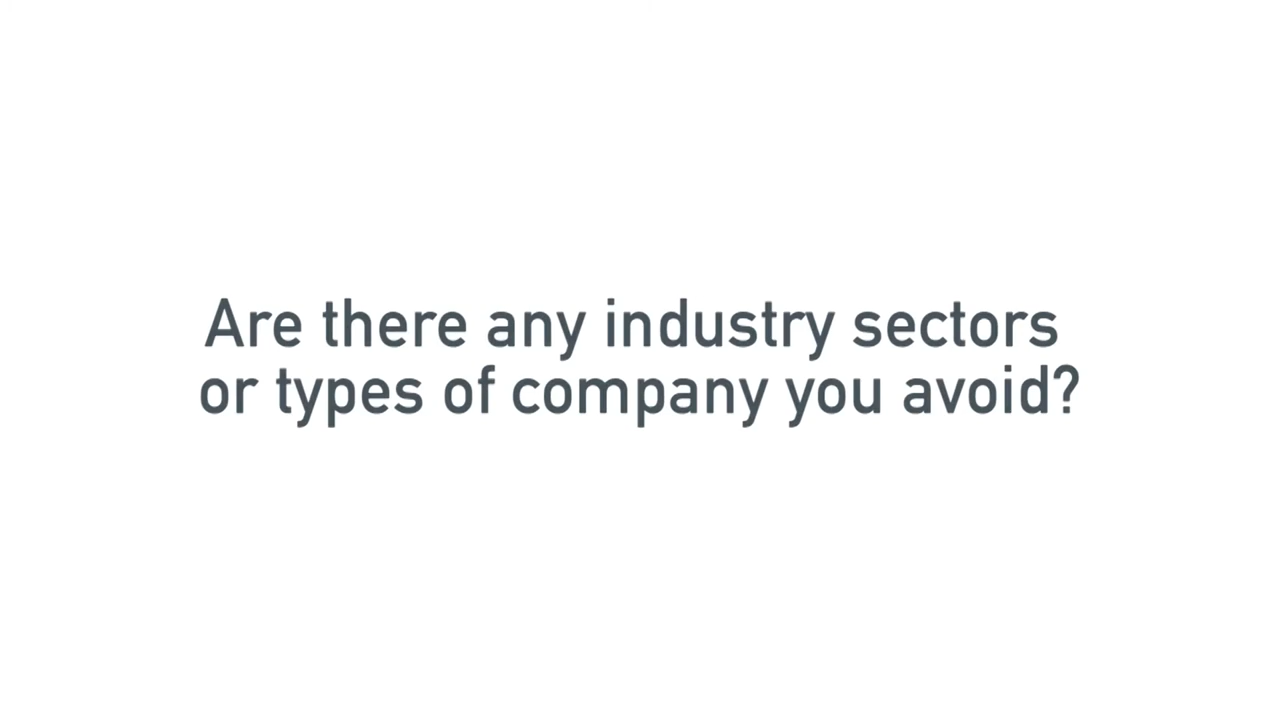 Are there any industry sectors
or types of company you avoid?